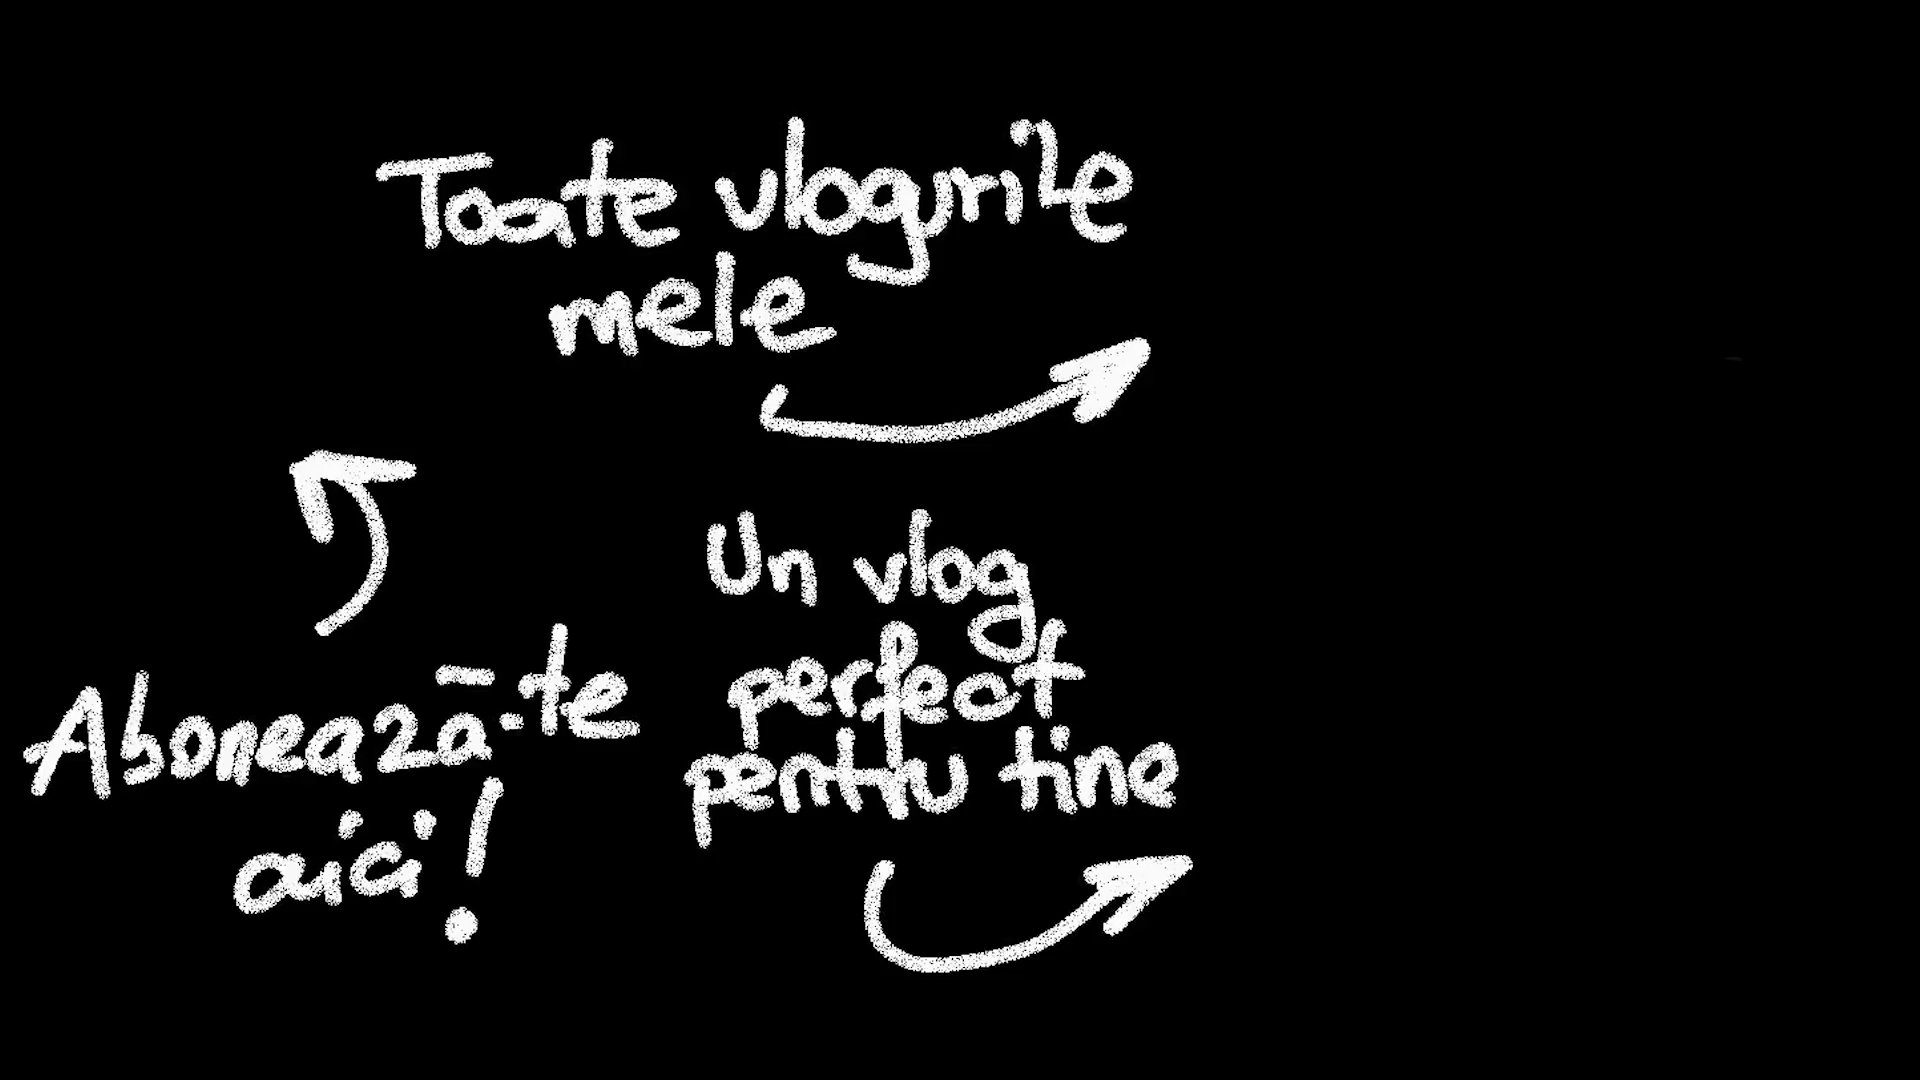 Toate vlogurile
mele
Abonează-te
aici!
Un vlog
perfect
pentru tine